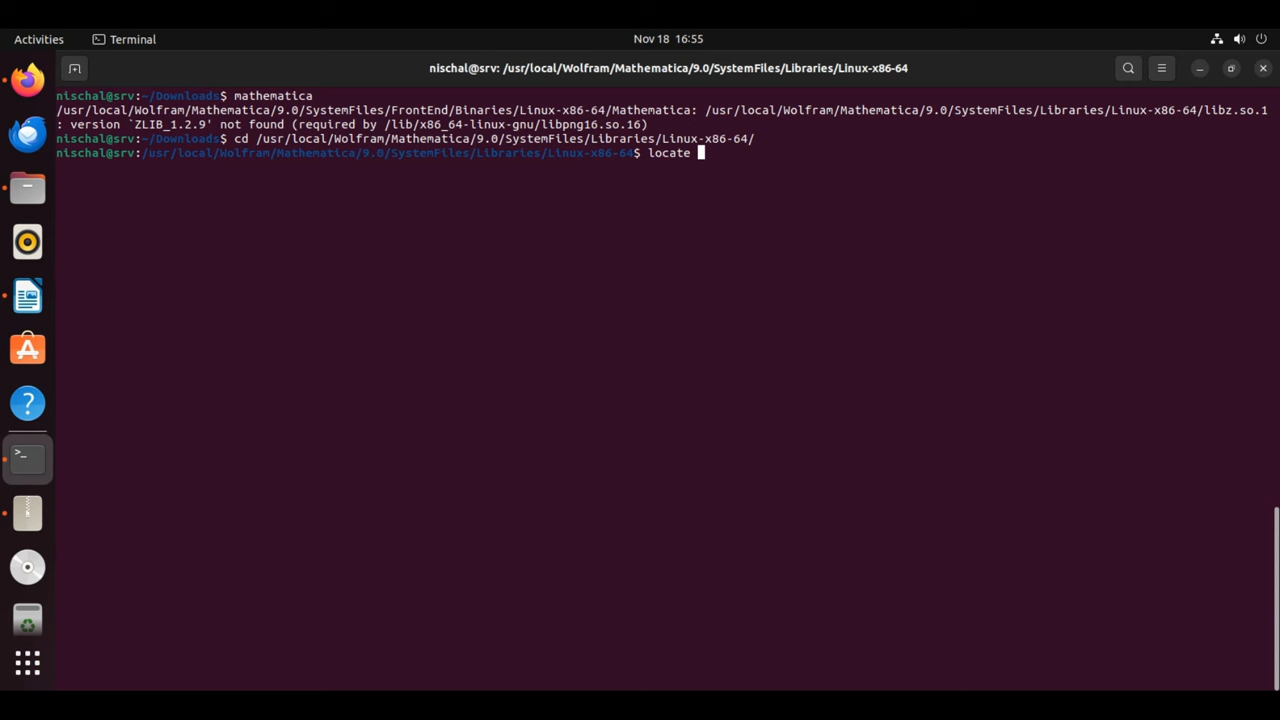 Activities
Terminal
Nov 18 16:55
nischal@srv: /usr/local/Wolfram/Mathematica/9.0/SystemFiles/Libraries/Linux-x86-64
nischal@srv:~/Downloads$ mathematica
/usr/local/Wolfram/Mathematica/9.0/SystemFiles/FrontEnd/Binaries/Linux-x86-64/Mathematica: /usr/local/Wolfram/Mathematica/9.0/SystemFiles/Libraries/Linux-x86-64/libz.so.1
: version `ZLIB_1.2.9' not found (required by /lib/x86_64-linux-gnu/libpng16.so.16)
nischal@srv:~/Downloads$ cd /usr/local/Wolfram/Mathematica/9.0/SystemFiles/Libraries/Linux-x86-64/
nischal@srv:/usr/local/Wolfram/Mathematica/9.0/SystemFiles/Libraries/Linux-x86-64$ locate